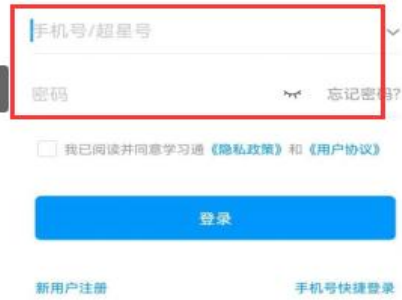 手机号/超星号
密码 忘记密码?
我已阅读并同意学习通《隐私政策》和《用户协议》
登录
新用户注册 手机号快捷登录